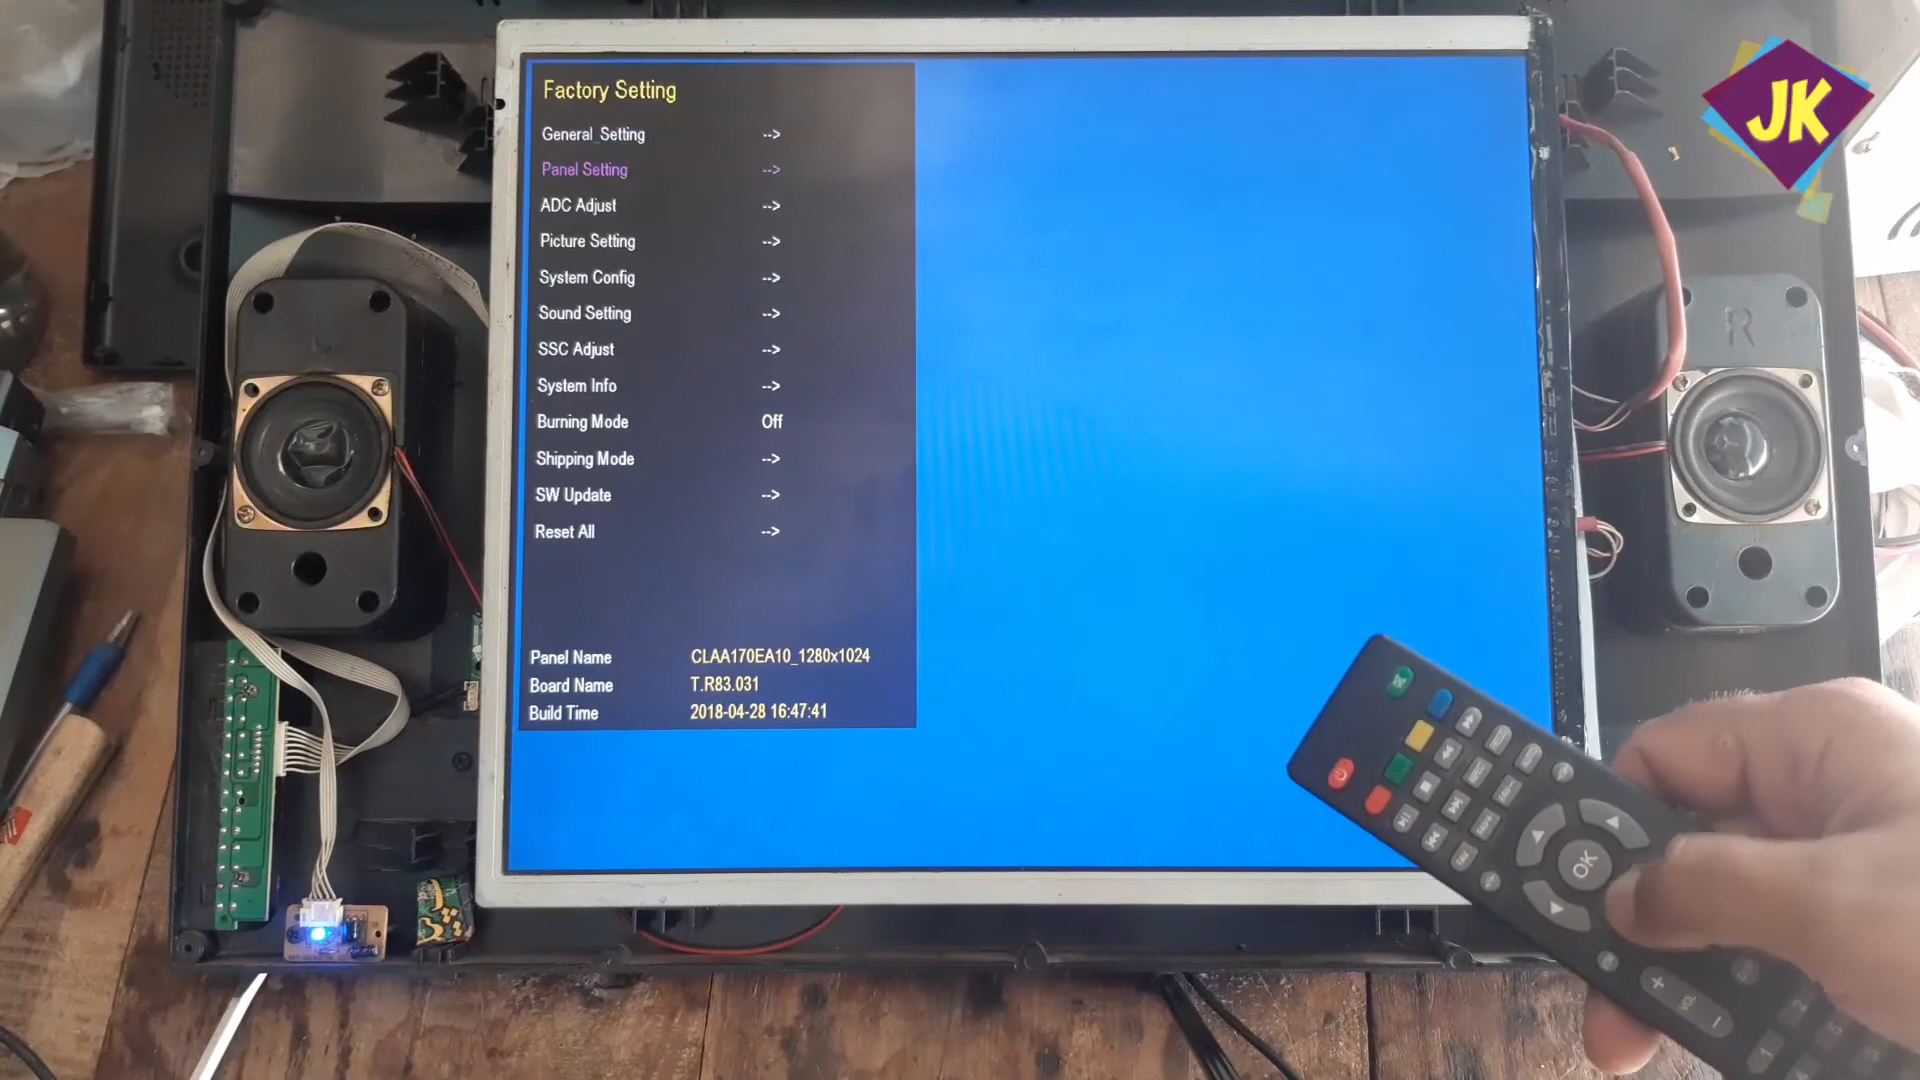 Factory Setting
General_Setting -->
Panel Setting -->
ADC Adjust -->
Picture Setting -->
System Config -->
Sound Setting -->
SSC Adjust -->
System Info -->
Burning Mode Off
Shipping Mode -->
SW Update -->
Reset All -->
Panel Name CLAA170EA10_1280x1024
Board Name T.R83.031
Build Time 2018-04-28 16:47:41
JK
L
R
OK